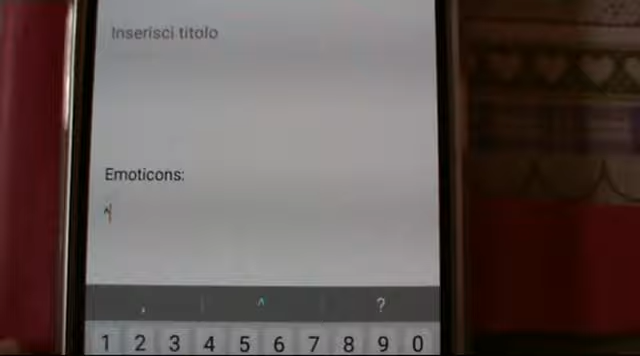 Inserisci titolo
Emoticons:
^
, ^ ?
1 2 3 4 5 6 7 8 9 0